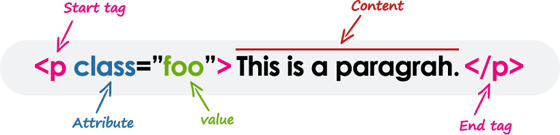 Start tag
Content
<p class="foo">This is a paragrah.</p>
Attribute
value
End tag